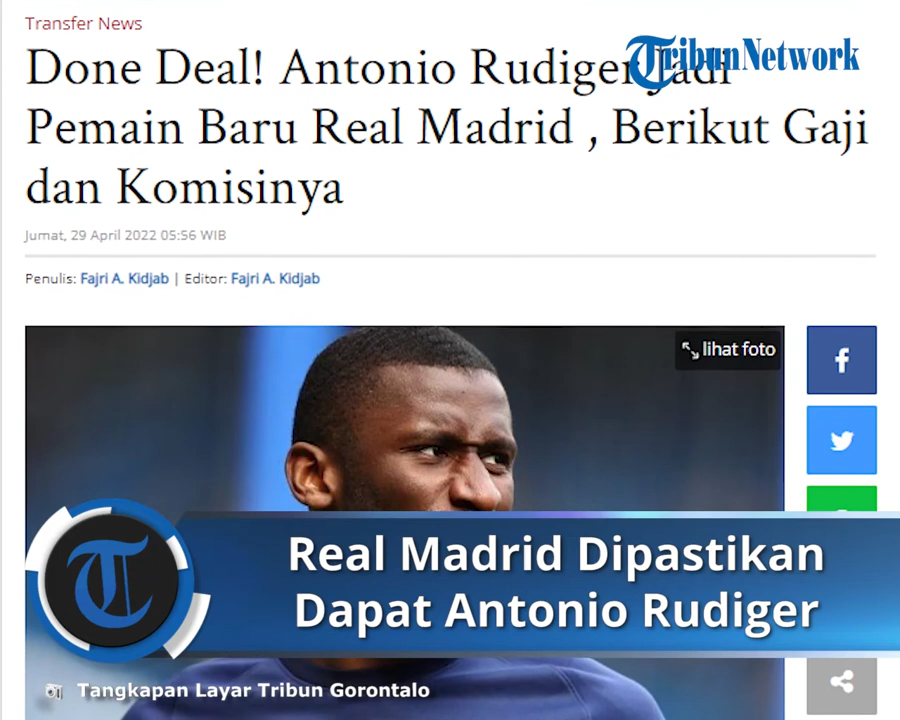 Transfer News
TribunNetwork
Done Deal! Antonio Rudiger Jadi
Pemain Baru Real Madrid , Berikut Gaji
dan Komisinya
Jumat, 29 April 2022 05:56 WIB
Penulis: Fajri A. Kidjab | Editor: Fajri A. Kidjab
lihat foto
Real Madrid Dipastikan
Dapat Antonio Rudiger
Tangkapan Layar Tribun Gorontalo